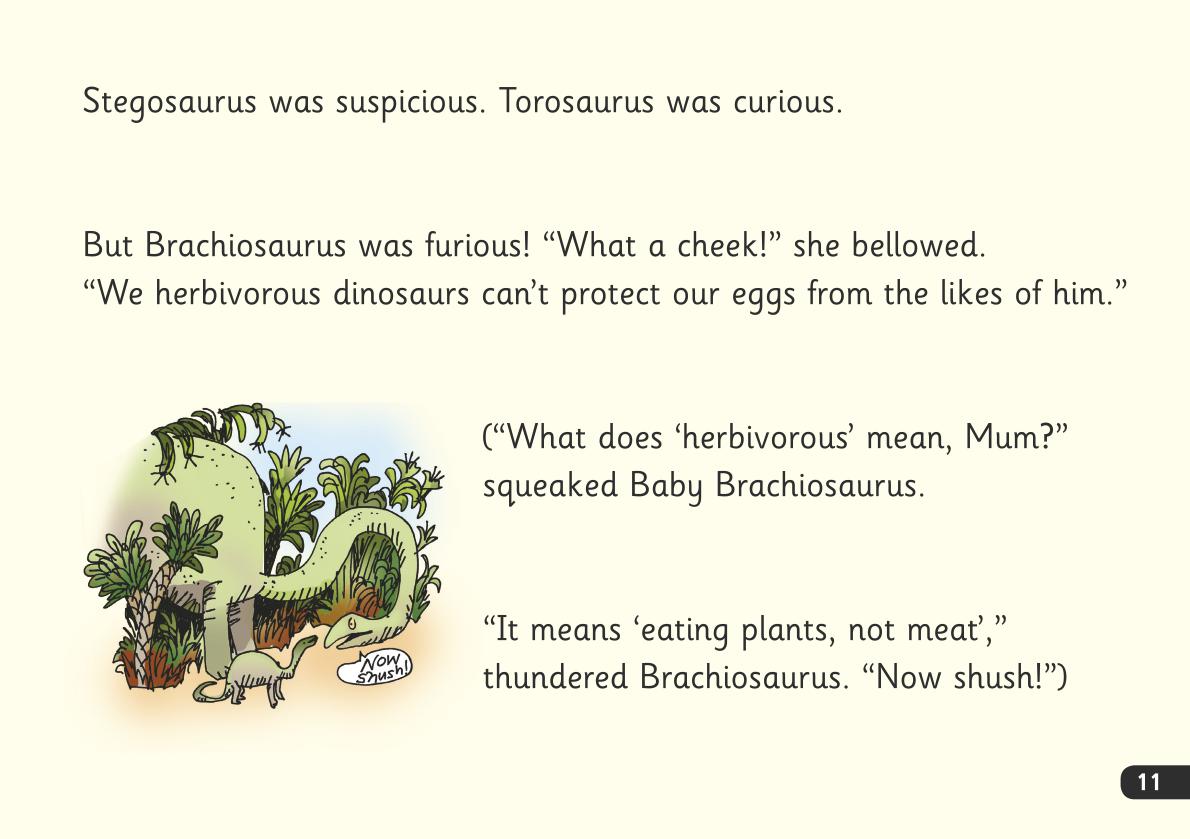 Stegosaurus was suspicious. Torosaurus was curious.
But Brachiosaurus was furious! “What a cheek!” she bellowed.
“We herbivorous dinosaurs can’t protect our eggs from the likes of him.”
(“What does ‘herbivorous’ mean, Mum?”
squeaked Baby Brachiosaurus.
“It means ‘eating plants, not meat’,”
thundered Brachiosaurus. “Now shush!”)
Now
shush!
11